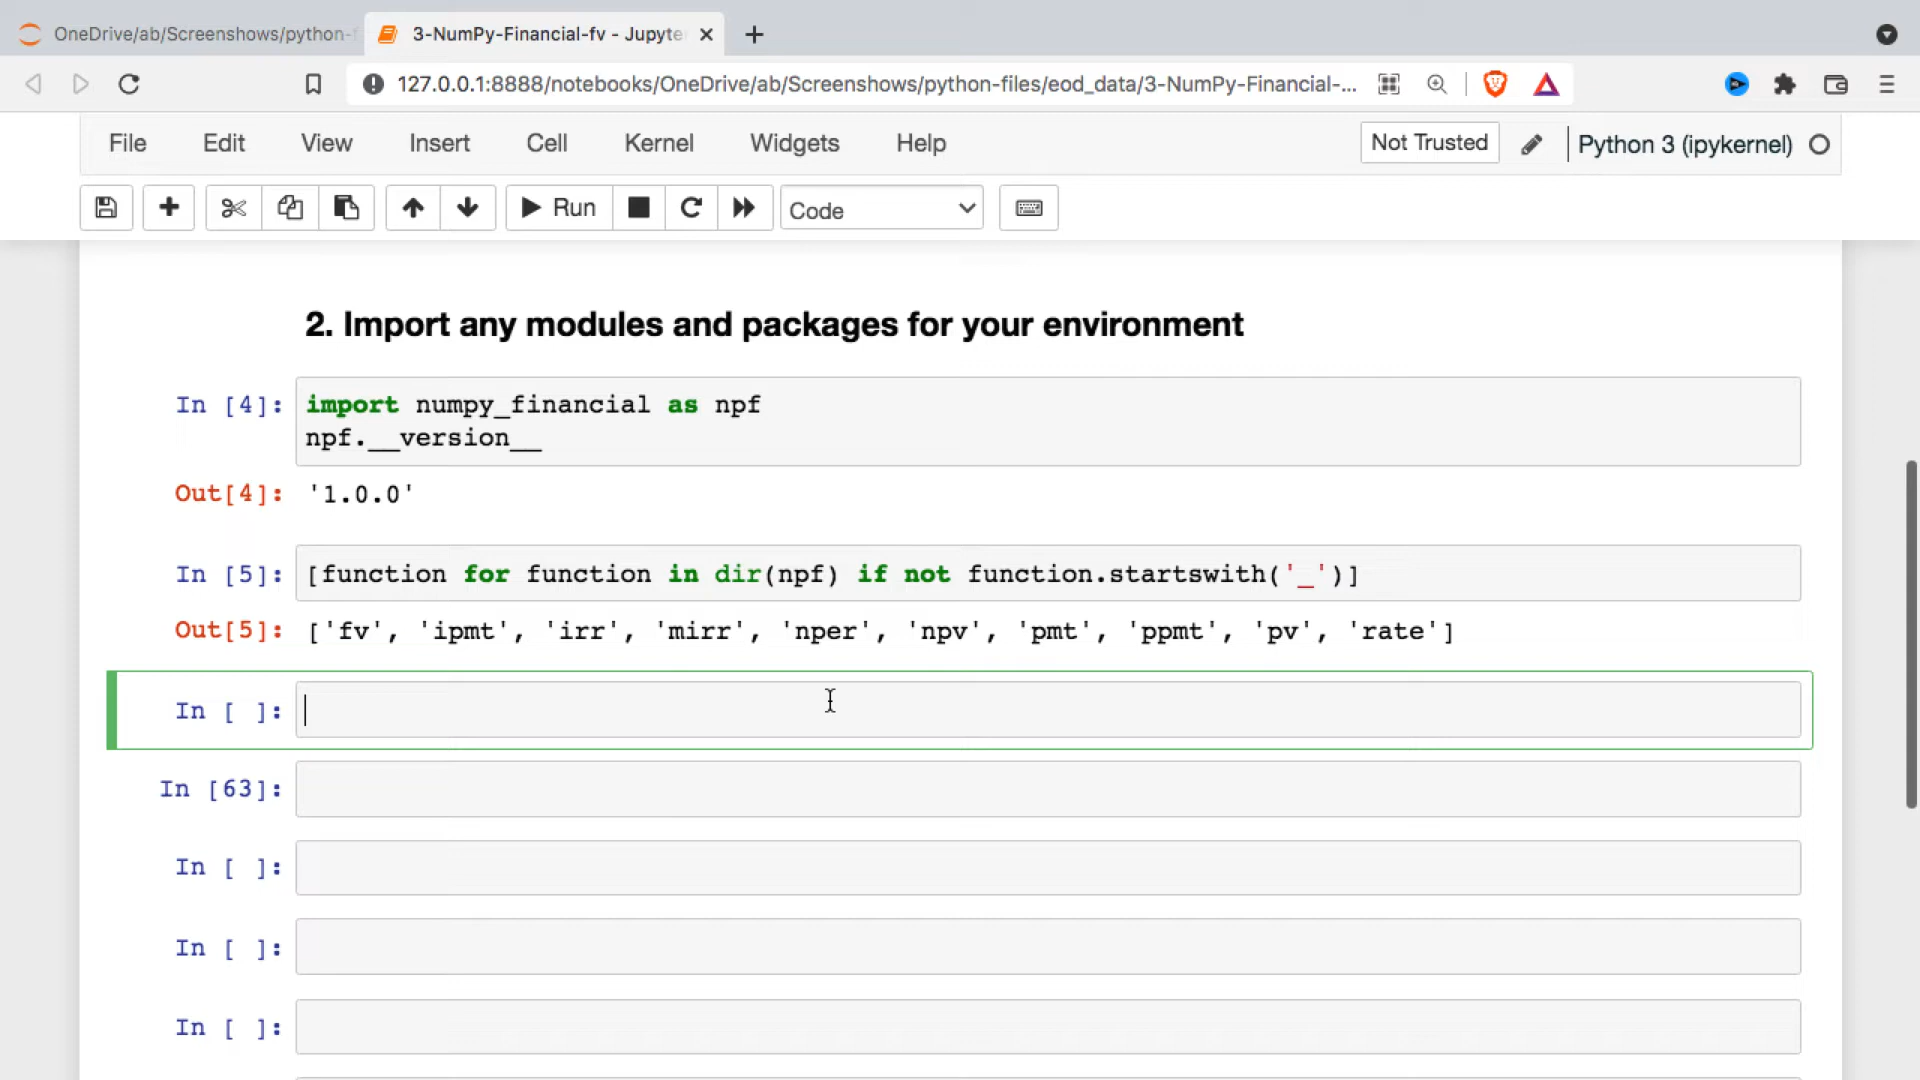 OneDrive/ab/Screenshows/python-f
3-NumPy-Financial-fv - Jupyte
127.0.0.1:8888/notebooks/OneDrive/ab/Screenshows/python-files/eod_data/3-NumPy-Financial-...
File Edit View Insert Cell Kernel Widgets Help Not Trusted Python 3 (ipykernel)
Run Code
2. Import any modules and packages for your environment
In [4]: import numpy_financial as npf
npf.__version__
Out[4]: '1.0.0'
In [5]: [function for function in dir(npf) if not function.startswith('_')]
Out[5]: ['fv', 'ipmt', 'irr', 'mirr', 'nper', 'npv', 'pmt', 'ppmt', 'pv', 'rate']
In [ ]:
In [63]:
In [ ]:
In [ ]:
In [ ]: